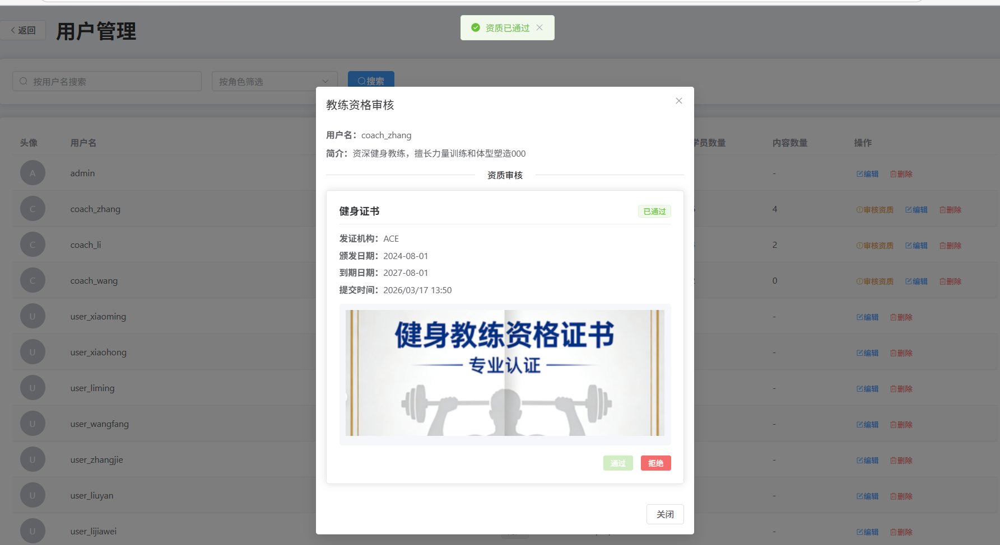 返回
用户管理
资质已通过
按用户名搜索
按角色筛选
搜索
教练资格审核
用户名：coach_zhang
简介：资深健身教练，擅长力量训练和体型塑造000
资质审核
健身证书
已通过
发证机构：ACE
颁发日期：2024-08-01
到期日期：2027-08-01
提交时间：2026/03/17 13:50
健身教练资格证书
专业认证
通过
拒绝
关闭
头像 用户名 学员数量 内容数量 操作
A admin - 编辑 删除
C coach_zhang 4 审核资质 编辑 删除
C coach_li 2 审核资质 编辑 删除
C coach_wang 0 审核资质 编辑 删除
U user_xiaoming - 编辑 删除
U user_xiaohong - 编辑 删除
U user_liming - 编辑 删除
U user_wangfang - 编辑 删除
U user_zhangjie - 编辑 删除
U user_liuyan - 编辑 删除
U user_lijiawei - 编辑 删除